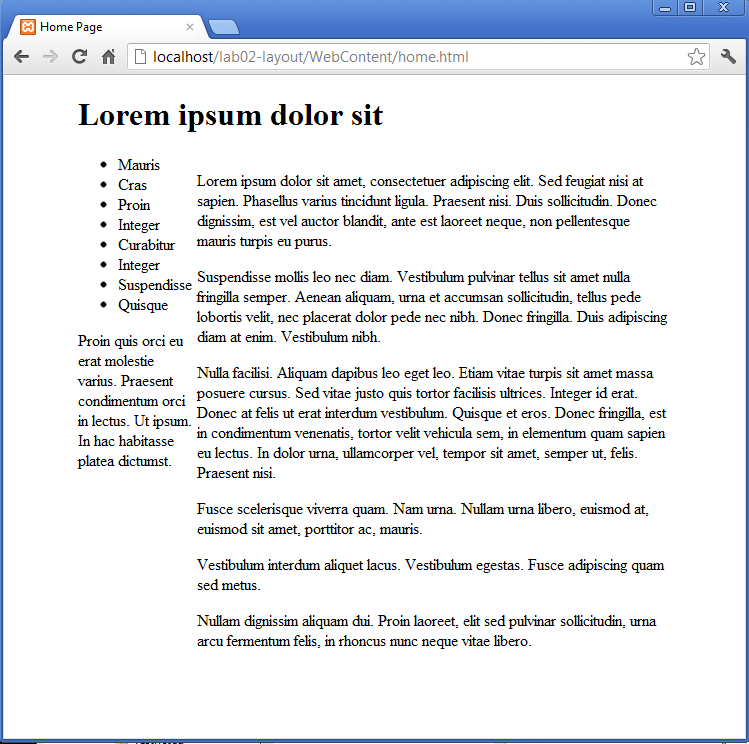 Home Page
localhost/lab02-layout/WebContent/home.html
Lorem ipsum dolor sit
Mauris
Cras
Proin
Integer
Curabitur
Integer
Suspendisse
Quisque
Proin quis orci eu
erat molestie
varius. Praesent
condimentum orci
in lectus. Ut ipsum.
In hac habitasse
platea dictumst.
Lorem ipsum dolor sit amet, consectetuer adipiscing elit. Sed feugiat nisi at
sapien. Phasellus varius tincidunt ligula. Praesent nisi. Duis sollicitudin. Donec
dignissim, est vel auctor blandit, ante est laoreet neque, non pellentesque
mauris turpis eu purus.
Suspendisse mollis leo nec diam. Vestibulum pulvinar tellus sit amet nulla
fringilla semper. Aenean aliquam, urna et accumsan sollicitudin, tellus pede
lobortis velit, nec placerat dolor pede nec nibh. Donec fringilla. Duis adipiscing
diam at enim. Vestibulum nibh.
Nulla facilisi. Aliquam dapibus leo eget leo. Etiam vitae turpis sit amet massa
posuere cursus. Sed vitae justo quis tortor facilisis ultrices. Integer id erat.
Donec at felis ut erat interdum vestibulum. Quisque et eros. Donec fringilla, est
in condimentum venenatis, tortor velit vehicula sem, in elementum quam sapien
eu lectus. In dolor urna, ullamcorper vel, tempor sit amet, semper ut, felis.
Praesent nisi.
Fusce scelerisque viverra quam. Nam urna. Nullam urna libero, euismod at,
euismod sit amet, porttitor ac, mauris.
Vestibulum interdum aliquet lacus. Vestibulum egestas. Fusce adipiscing quam
sed metus.
Nullam dignissim aliquam dui. Proin laoreet, elit sed pulvinar sollicitudin, urna
arcu fermentum felis, in rhoncus nunc neque vitae libero.